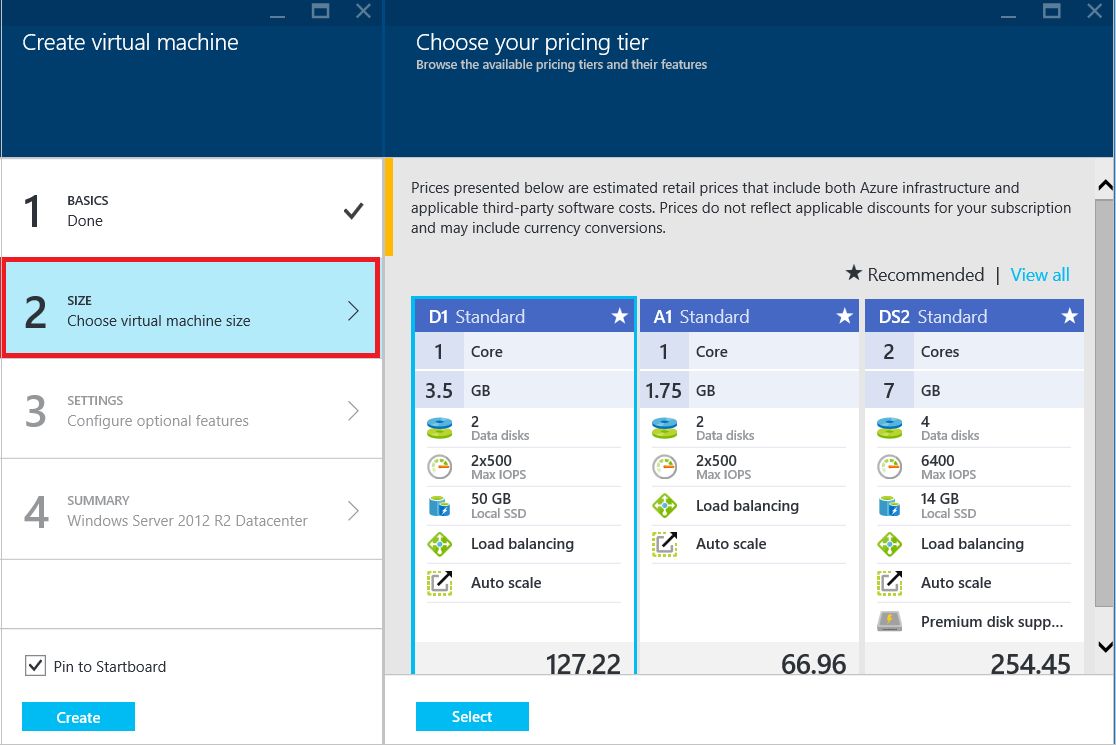 Create virtual machine
Choose your pricing tier
Browse the available pricing tiers and their features
1
BASICS
Done
2
SIZE
Choose virtual machine size
3
SETTINGS
Configure optional features
4
SUMMARY
Windows Server 2012 R2 Datacenter
Pin to Startboard
Create
Prices presented below are estimated retail prices that include both Azure infrastructure and
applicable third-party software costs. Prices do not reflect applicable discounts for your subscription
and may include currency conversions.
★ Recommended | View all
D1 Standard ★
1 Core
3.5 GB
2
Data disks
2x500
Max IOPS
50 GB
Local SSD
Load balancing
Auto scale
127.22
A1 Standard ★
1 Core
1.75 GB
2
Data disks
2x500
Max IOPS
Load balancing
Auto scale
66.96
DS2 Standard ★
2 Cores
7 GB
4
Data disks
6400
Max IOPS
14 GB
Local SSD
Load balancing
Auto scale
Premium disk supp...
254.45
Select